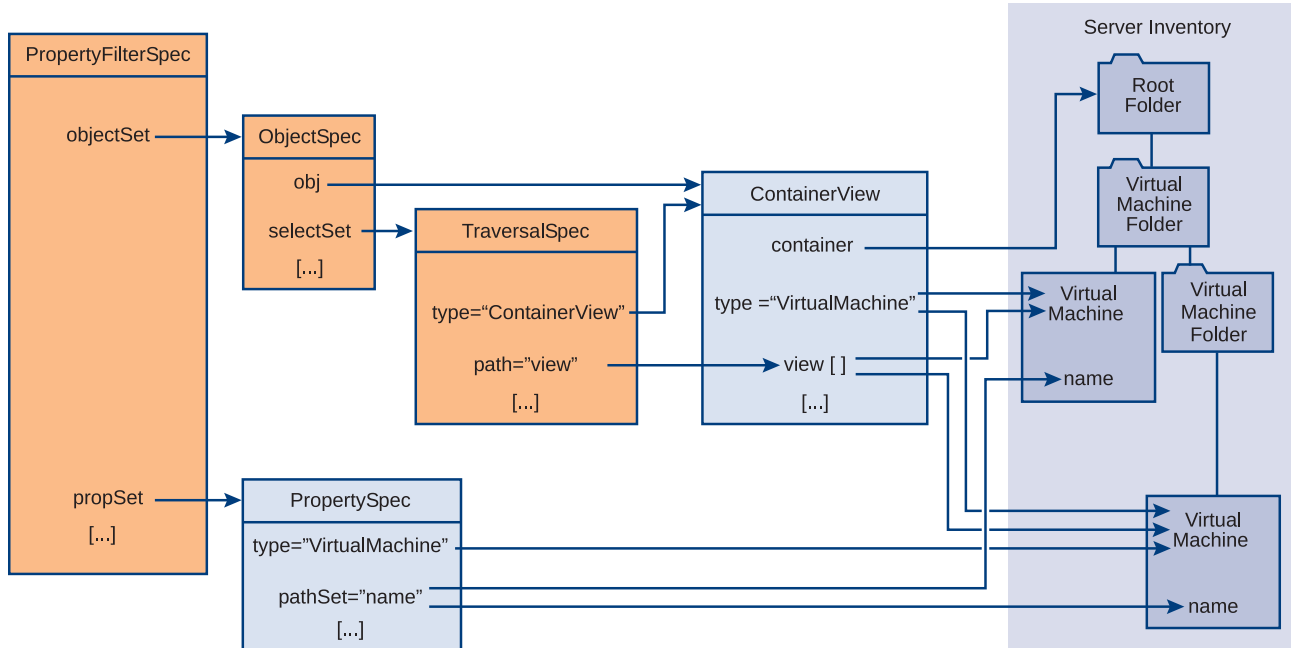 PropertyFilterSpec
objectSet
propSet
[...]
ObjectSpec
obj
selectSet
[...]
TraversalSpec
type=“ContainerView”
path=”view”
[...]
ContainerView
container
type =“VirtualMachine”
view [ ]
[...]
PropertySpec
type=”VirtualMachine”
pathSet=”name”
[...]
Server Inventory
Root
Folder
Virtual
Machine
Folder
Virtual
Machine
name
Virtual
Machine
Folder
Virtual
Machine
name